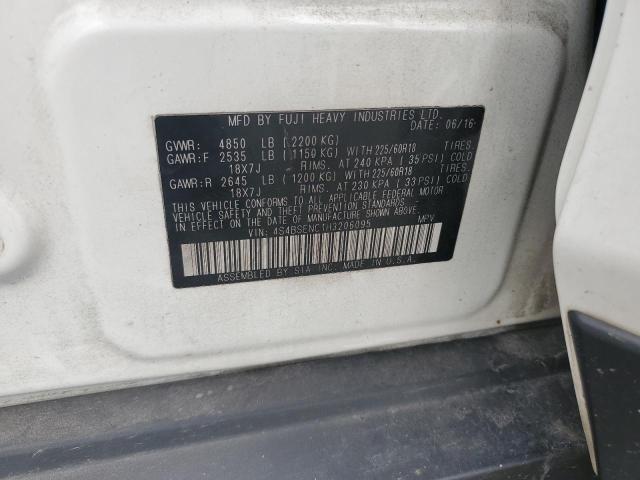 MFD BY FUJI HEAVY INDUSTRIES LTD.
DATE: 06/16
GVWR: 4850 LB (2200 KG)
GAWR:F 2535 LB (1150 KG) WITH 225/60R18 TIRES.
18X7J RIMS. AT 240 KPA (35 PSI) COLD
GAWR:R 2645 LB (1200 KG) WITH 225/60R18 TIRES.
18X7J RIMS. AT 230 KPA (33 PSI) COLD
THIS VEHICLE CONFORMS TO ALL APPLICABLE FEDERAL MOTOR
VEHICLE SAFETY STANDARDS
IN EFFECT ON THE DATE OF MANUFACTURE SHOWN ABOVE.
VIN: 4S4BSENC1H3206095 MPV
ASSEMBLED BY SIA INC. MADE IN U.S.A.